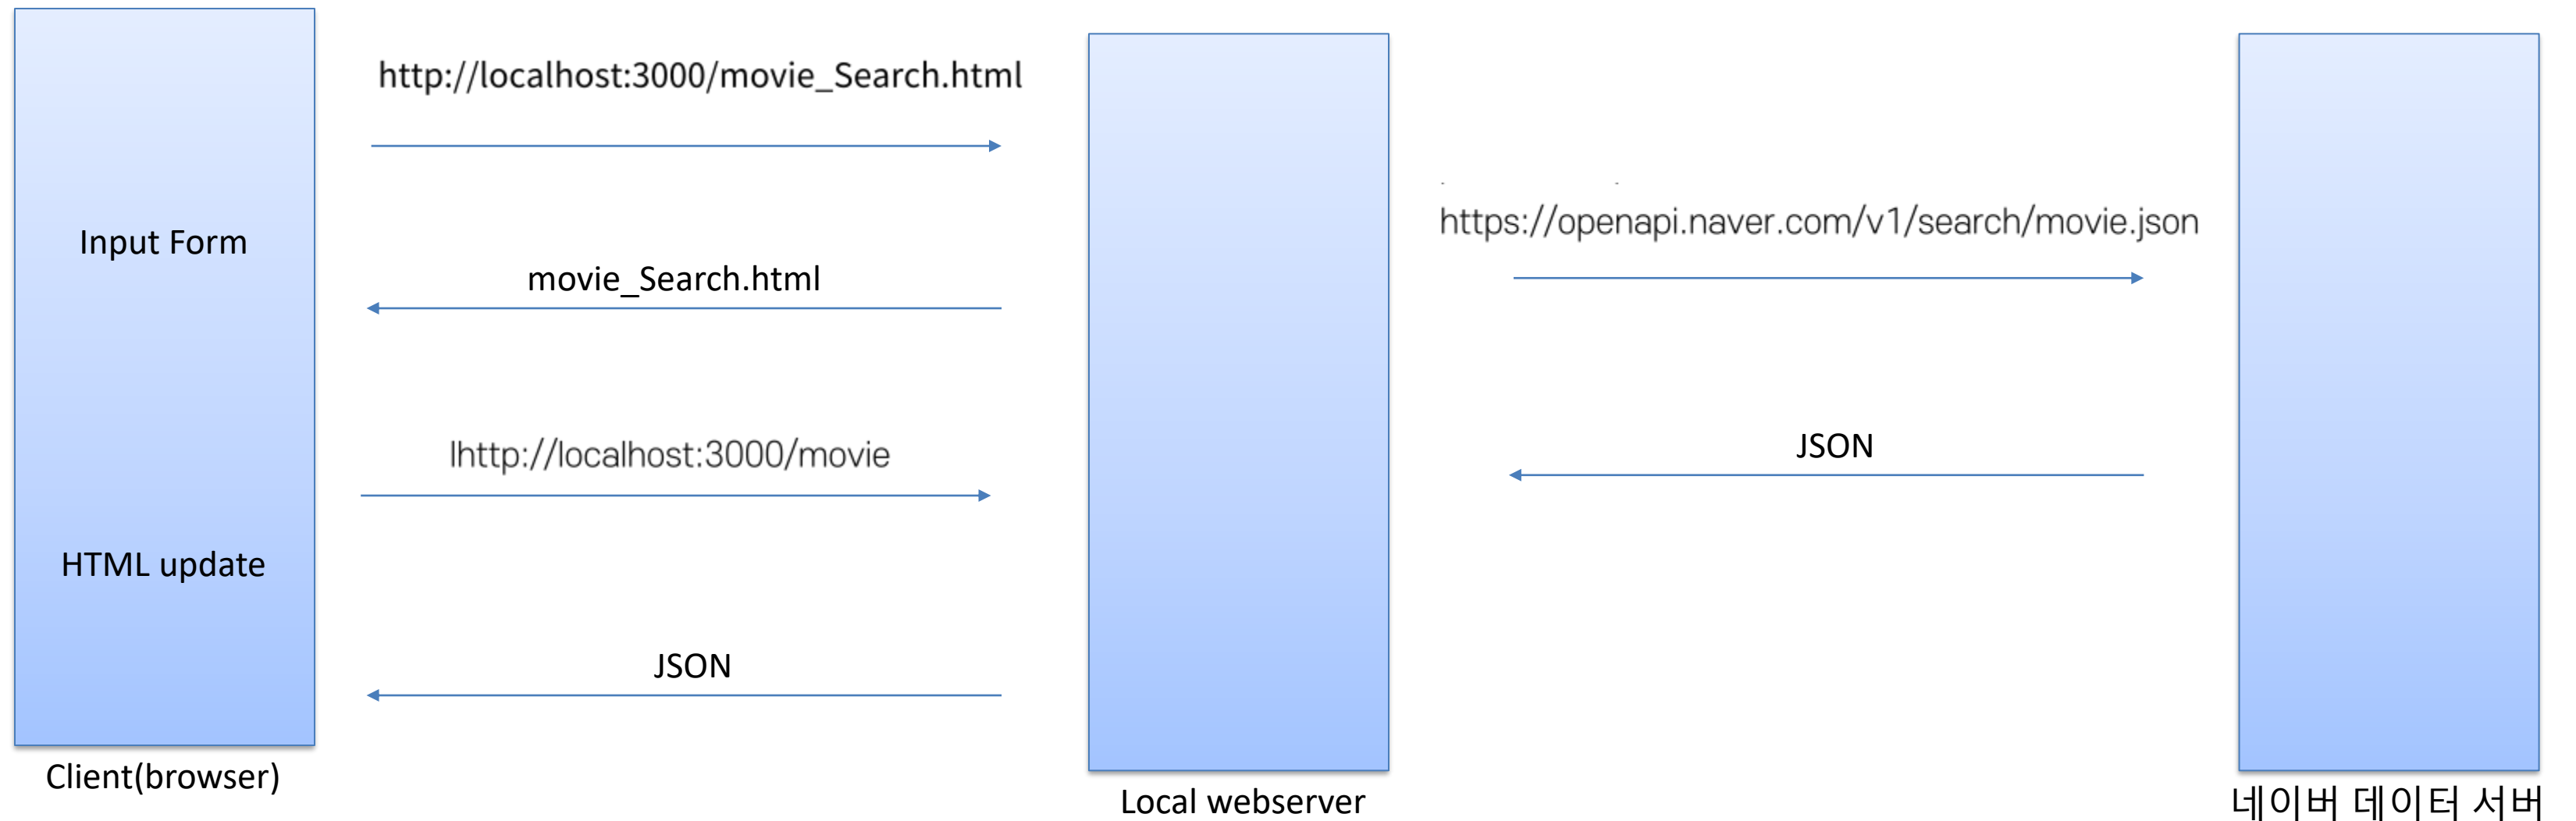 http://localhost:3000/movie_Search.html
https://openapi.naver.com/v1/search/movie.json
Input Form
movie_Search.html
JSON
lhttp://localhost:3000/movie
HTML update
JSON
Client(browser)
Local webserver
네이버 데이터 서버